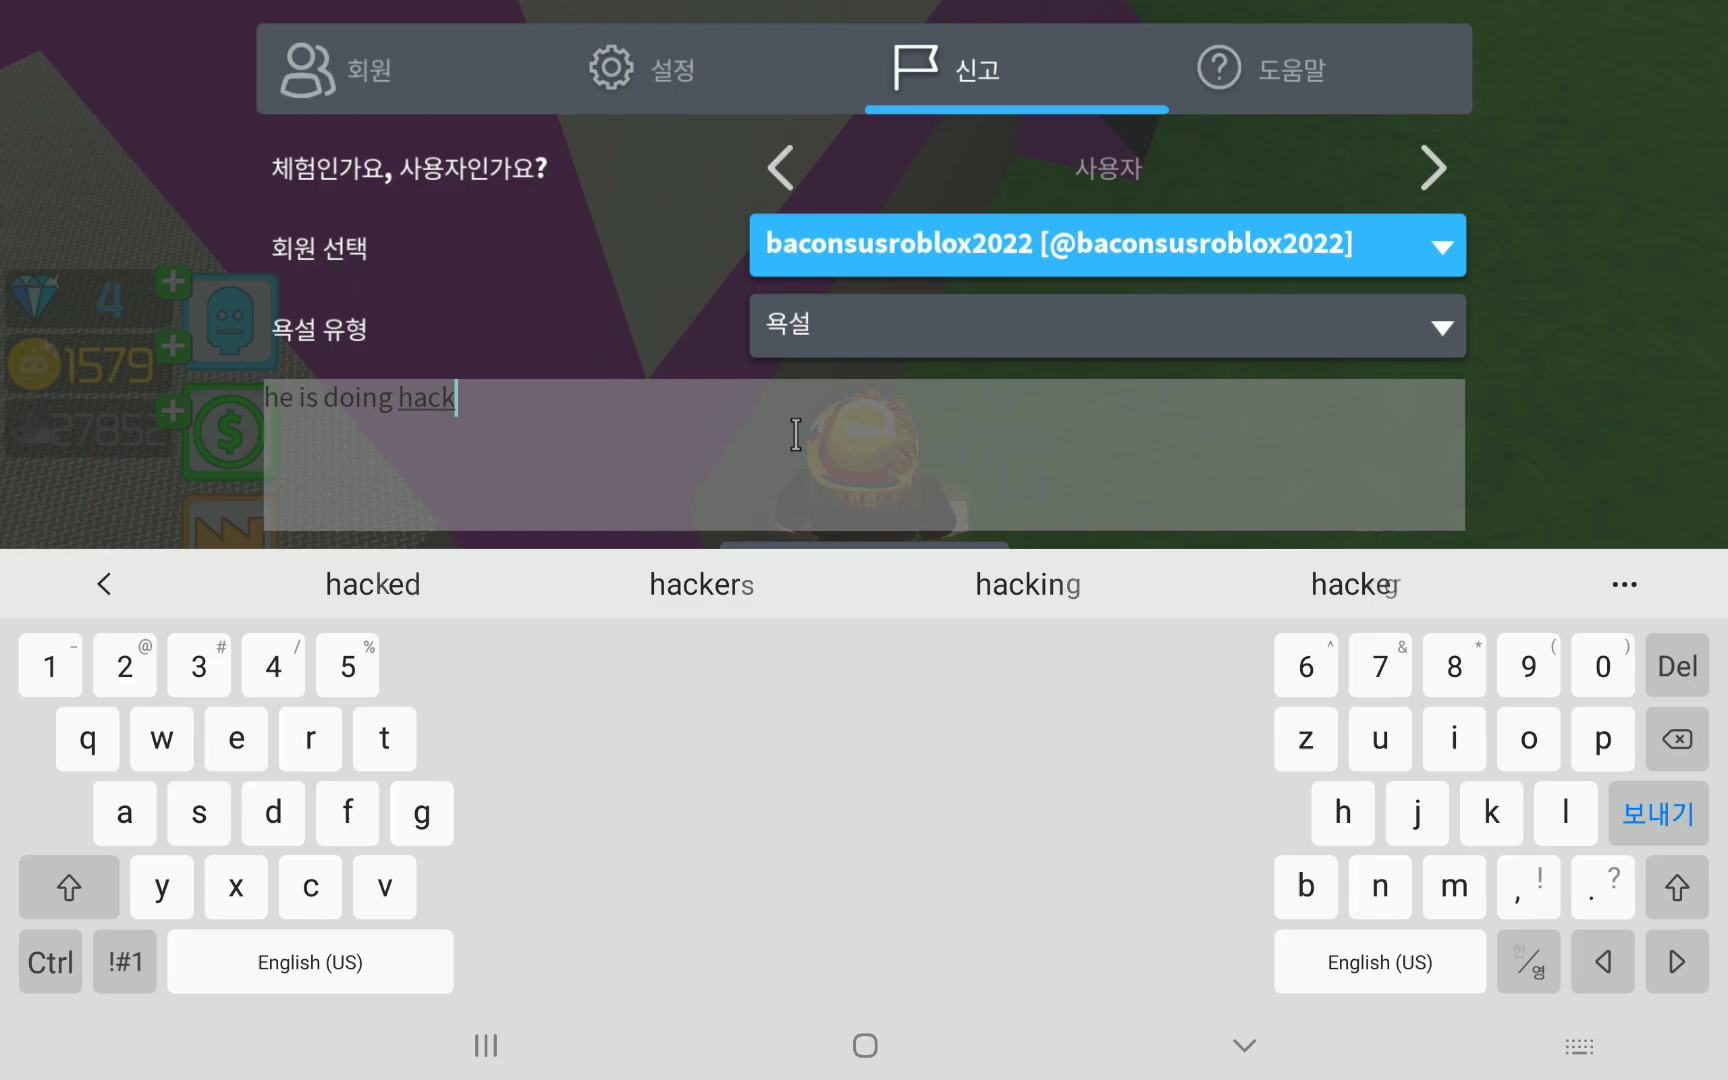 회원 설정 신고 도움말
체험인가요, 사용자인가요? 사용자
회원 선택 baconsusroblox2022 [@baconsusroblox2022]
4
욕설 유형 욕설
1579
he is doing hack
27852
$
hacked hackers hacking hacker
1 - 2 @ 3 # 4 / 5 % 6 ^ 7 & 8 * 9 ( 0 ) Del
q w e r t z u i o p
a s d f g h j k l 보내기
y x c v b n m , ! . ?
Ctrl !#1 English (US) English (US) 한/영